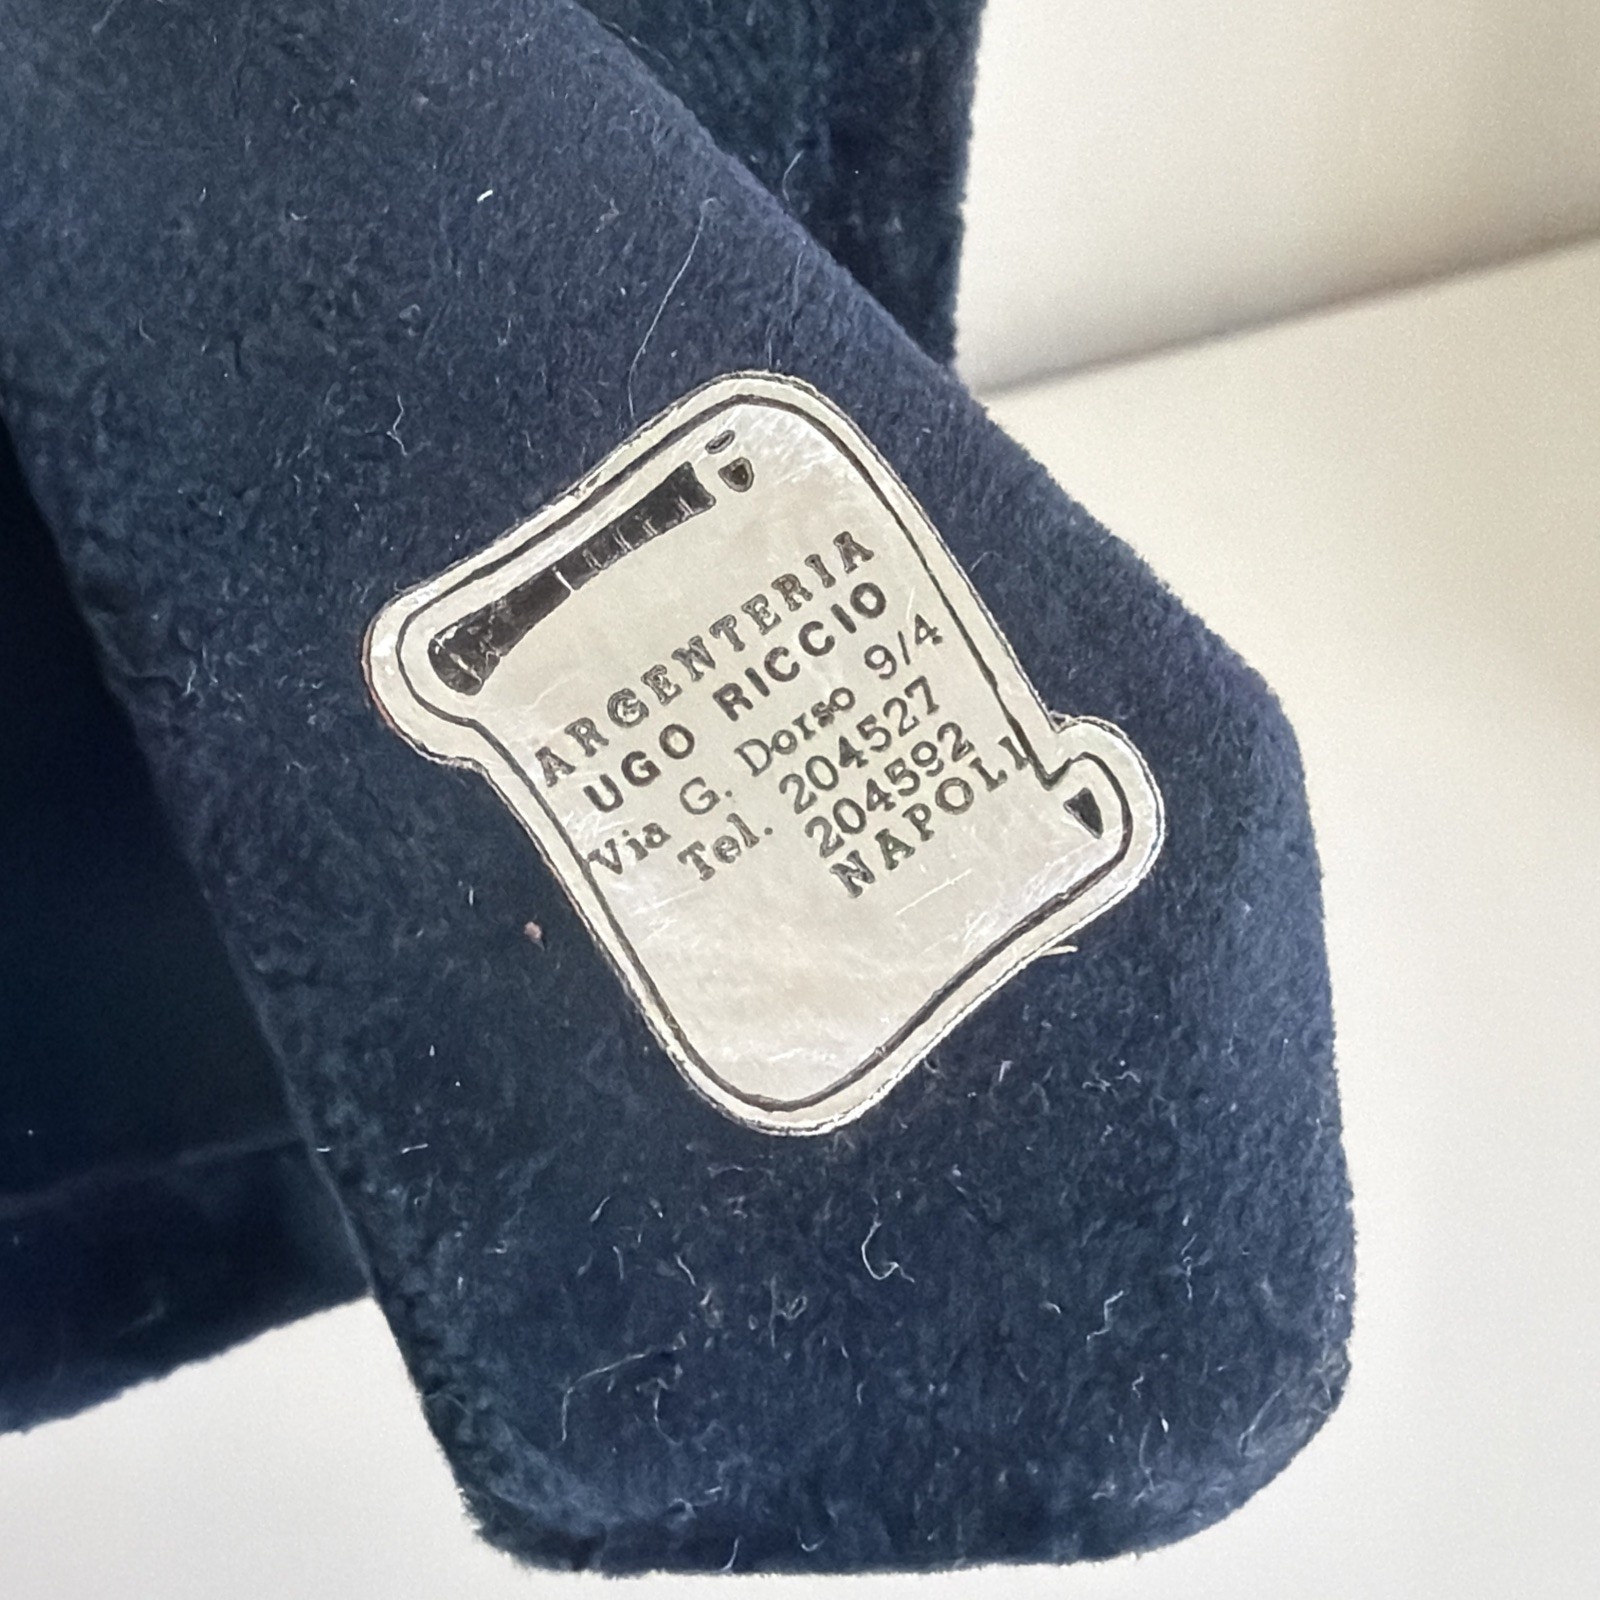 ARGENTERIA
UGO RICCIO
Via G. Dorso 9/4
Tel. 204527
204592
NAPOLI